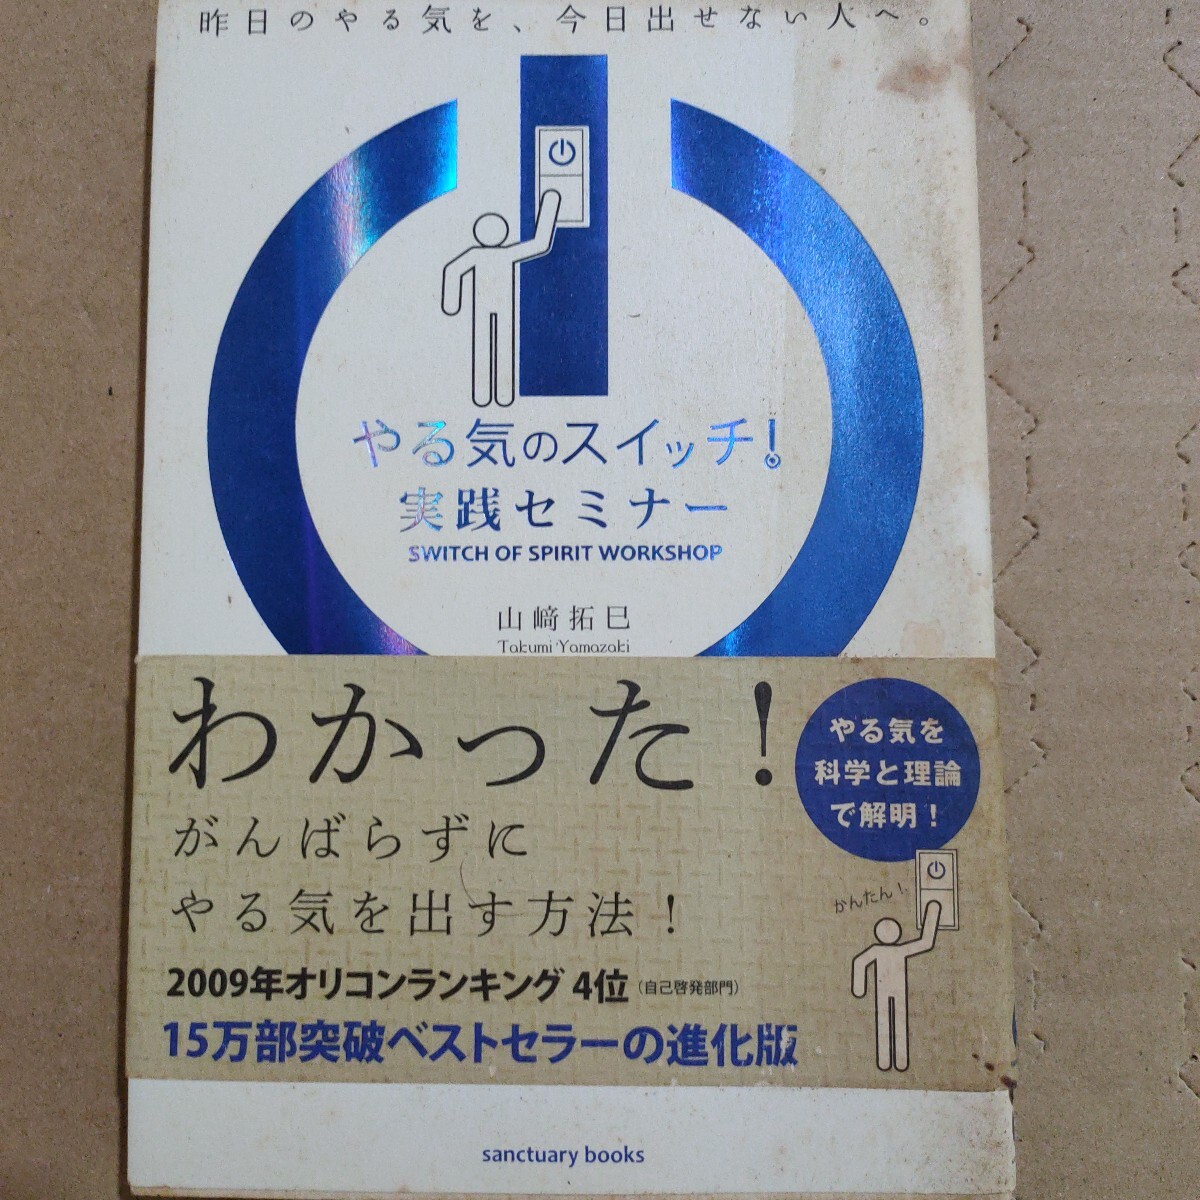 昨日のやる気を、今日出せない人へ。
やる気のスイッチ！
実践セミナー
SWITCH OF SPIRIT WORKSHOP
山﨑拓巳
Takumi Yamazaki
わかった！
がんばらずに
やる気を出す方法！
2009年オリコンランキング 4位（自己啓発部門）
15万部突破ベストセラーの進化版
やる気を
科学と理論
で解明！
かんたん！
sanctuary books